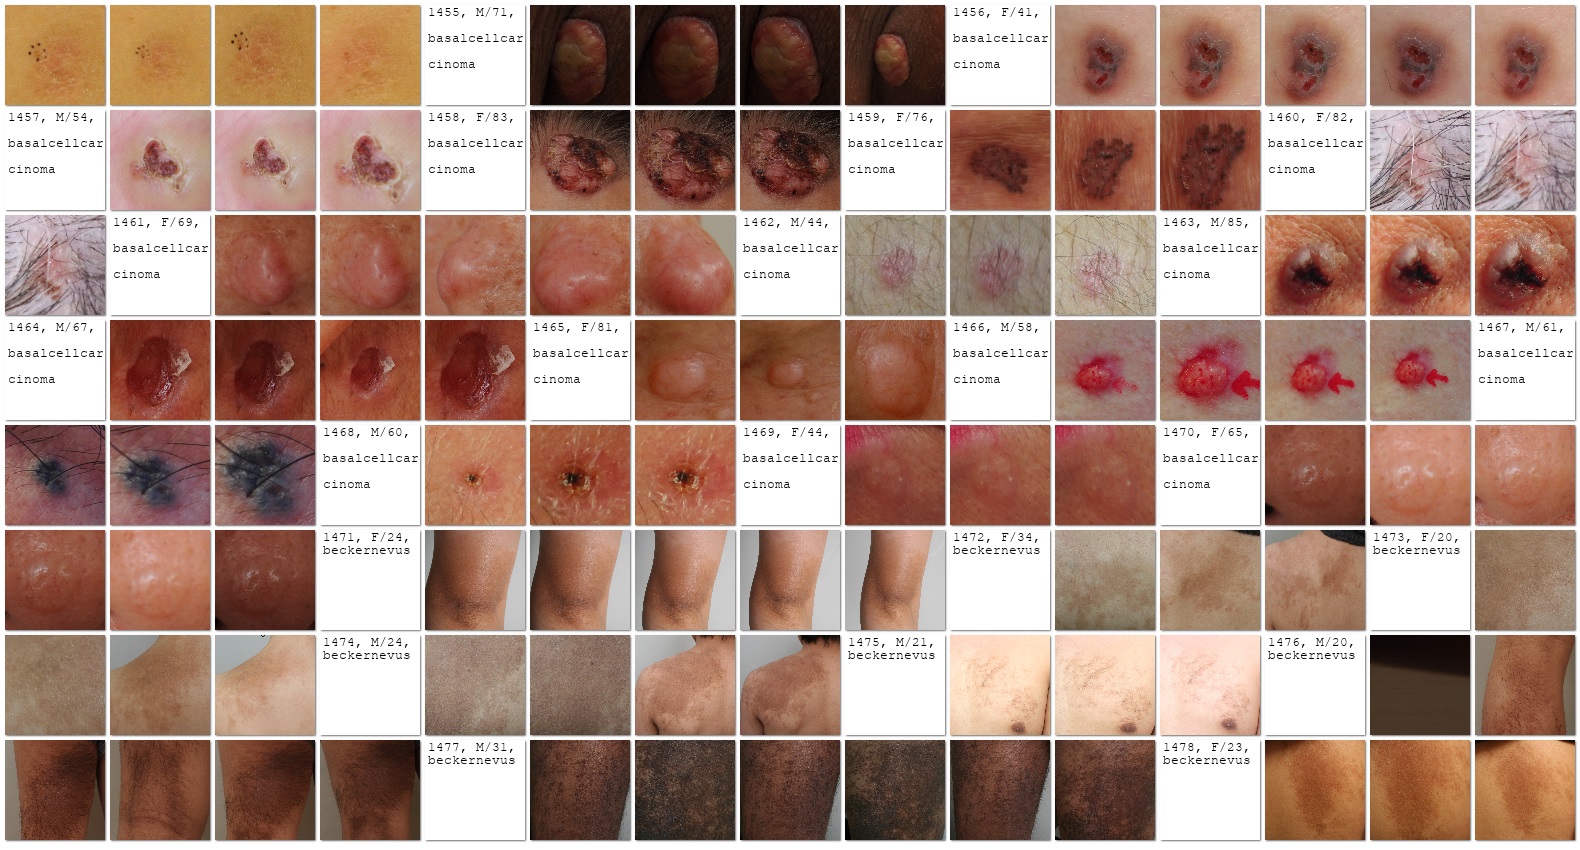 1455, M/71,
basalcellcar
cinoma
1456, F/41,
basalcellcar
cinoma
1457, M/54,
basalcellcar
cinoma
1458, F/83,
basalcellcar
cinoma
1459, F/76,
basalcellcar
cinoma
1460, F/82,
basalcellcar
cinoma
1461, F/69,
basalcellcar
cinoma
1462, M/44,
basalcellcar
cinoma
1463, M/85,
basalcellcar
cinoma
1464, M/67,
basalcellcar
cinoma
1465, F/81,
basalcellcar
cinoma
1466, M/58,
basalcellcar
cinoma
1467, M/61,
basalcellcar
cinoma
1468, M/60,
basalcellcar
cinoma
1469, F/44,
basalcellcar
cinoma
1470, F/65,
basalcellcar
cinoma
1471, F/24,
beckernevus
1472, F/34,
beckernevus
1473, F/20,
beckernevus
1474, M/24,
beckernevus
1475, M/21,
beckernevus
1476, M/20,
beckernevus
1477, M/31,
beckernevus
1478, F/23,
beckernevus